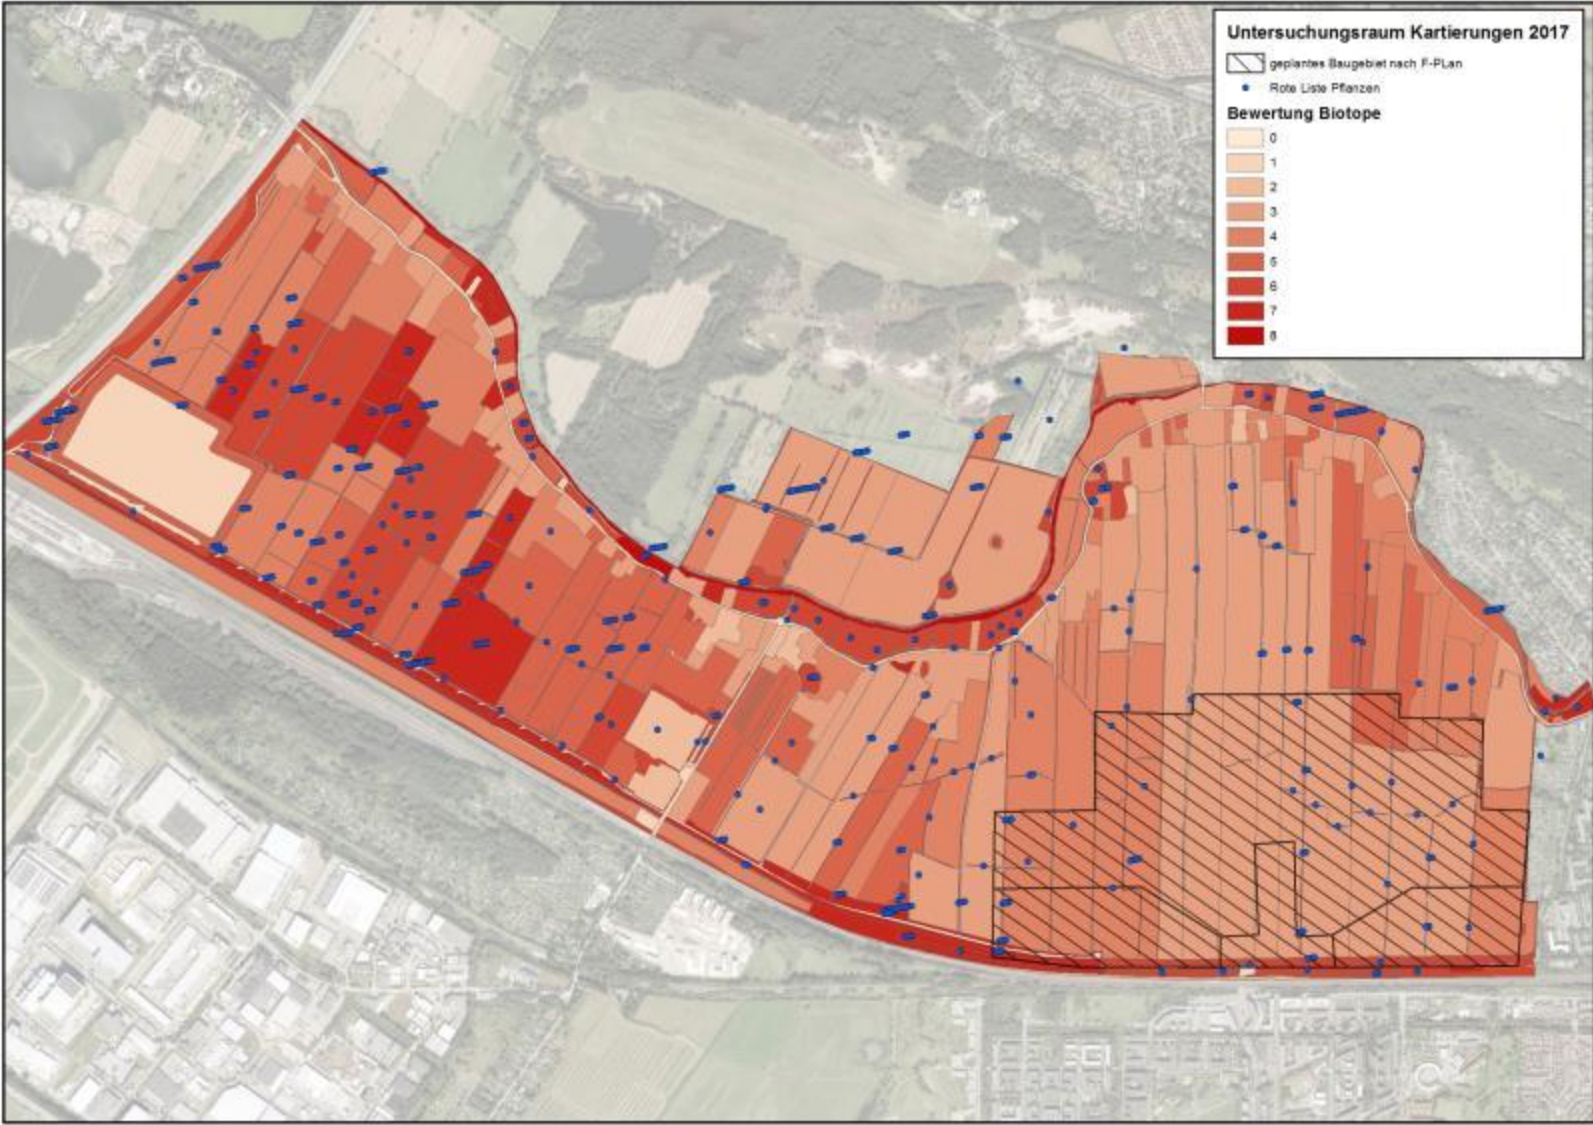 Untersuchungsraum Kartierungen 2017
geplantes Baugebiet nach F-PLan
Rote Liste Pflanzen
Bewertung Biotope
0
1
2
3
4
5
6
7
8